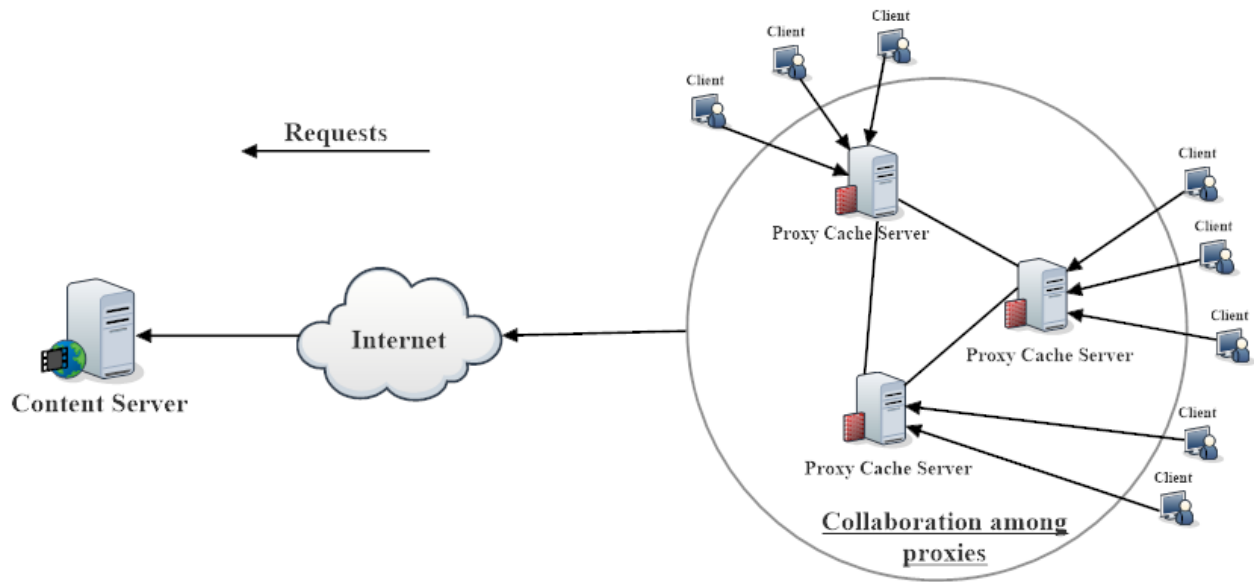 Client
Client
Client
Requests
Client
Proxy Cache Server
Client
Internet
Client
Proxy Cache Server
Content Server
Client
Proxy Cache Server
Client
Collaboration among
proxies